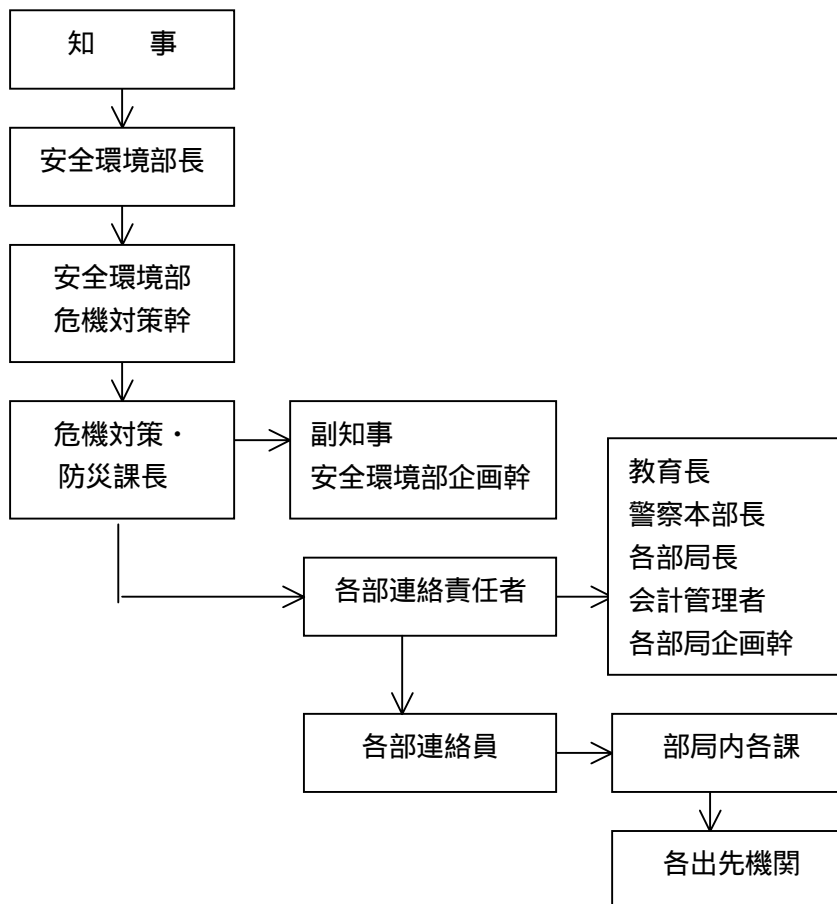 知　　事
安全環境部長
安全環境部
危機対策幹
危機対策・
防災課長
副知事
安全環境部企画幹
教育長
警察本部長
各部局長
会計管理者
各部局企画幹
各部連絡責任者
各部連絡員
部局内各課
各出先機関